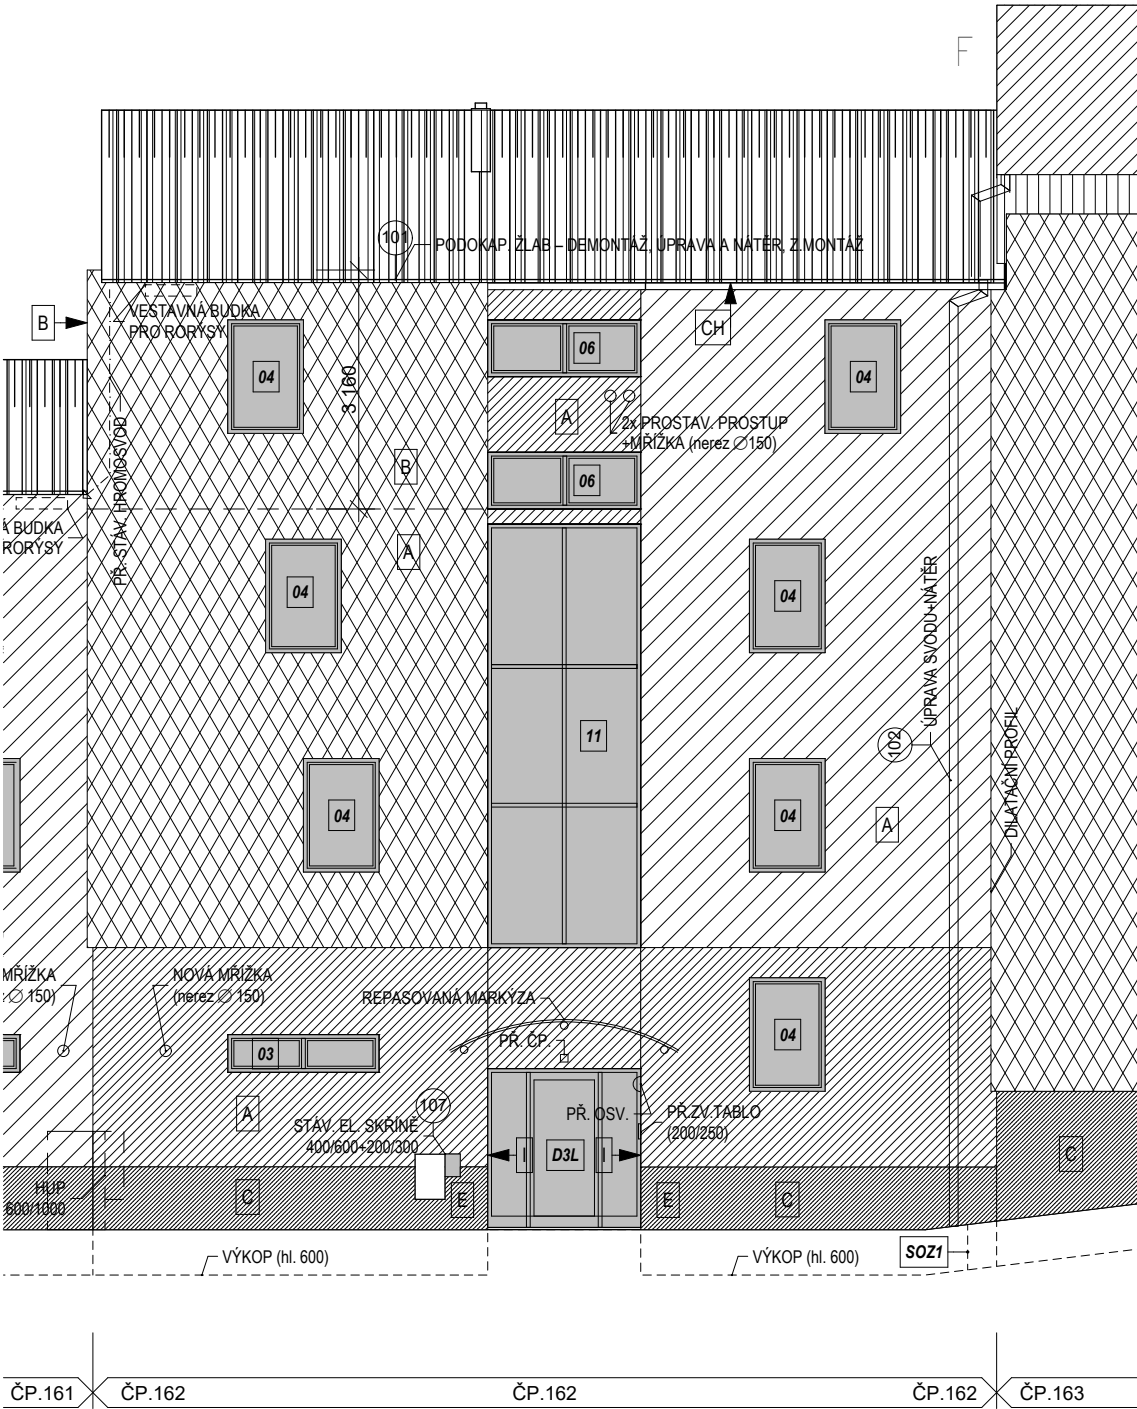 F
101
PODOKAP. ŽLAB – DEMONTÁŽ, ÚPRAVA A NÁTĚR, Z.MONTÁŽ
VESTAVNÁ BUDKA
PRO RORÝSY
B
CH
06
04
04
3 160
A
2x PROSTAV. PROSTUP
+MŘÍŽKA (nerez ∅150)
PŘ. STÁV. HROMOSVOD
B
06
Á BUDKA
RORÝSY
A
04
04
ÚPRAVA SVODU+NÁTĚR
102
11
DILATAČNÍ PROFIL
04
04
A
MŘÍŽKA
∅ 150)
NOVÁ MŘÍŽKA
(nerez ∅ 150)
REPASOVANÁ MARKÝZA
PŘ. ČP.
03
04
A
107
STÁV. EL. SKŘÍNĚ
400/600+200/300
PŘ. OSV.
PŘ.ZV.TABLO
(200/250)
I
D3L
I
C
HUP
600/1000
C
E
E
C
VÝKOP (hl. 600)
VÝKOP (hl. 600)
SOZ1
ČP.161
ČP.162
ČP.162
ČP.162
ČP.163